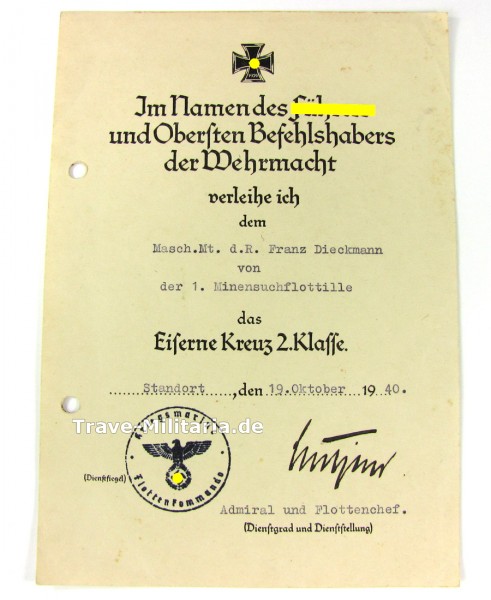 Im Namen des
und Obersten Befehlshabers
der Wehrmacht
verleihe ich
dem
Masch.Mt. d.R. Franz Dieckmann
von
der 1. Minensuchflottille
das
Eiserne Kreuz 2.Klasse.
Standort, den 19.Oktober 1940.
Trave-Militaria.de
Kriegsmarine
Flottenkommando
(Dienstsiegel)
Admiral und Flottenchef.
(Dienstgrad und Dienststellung)